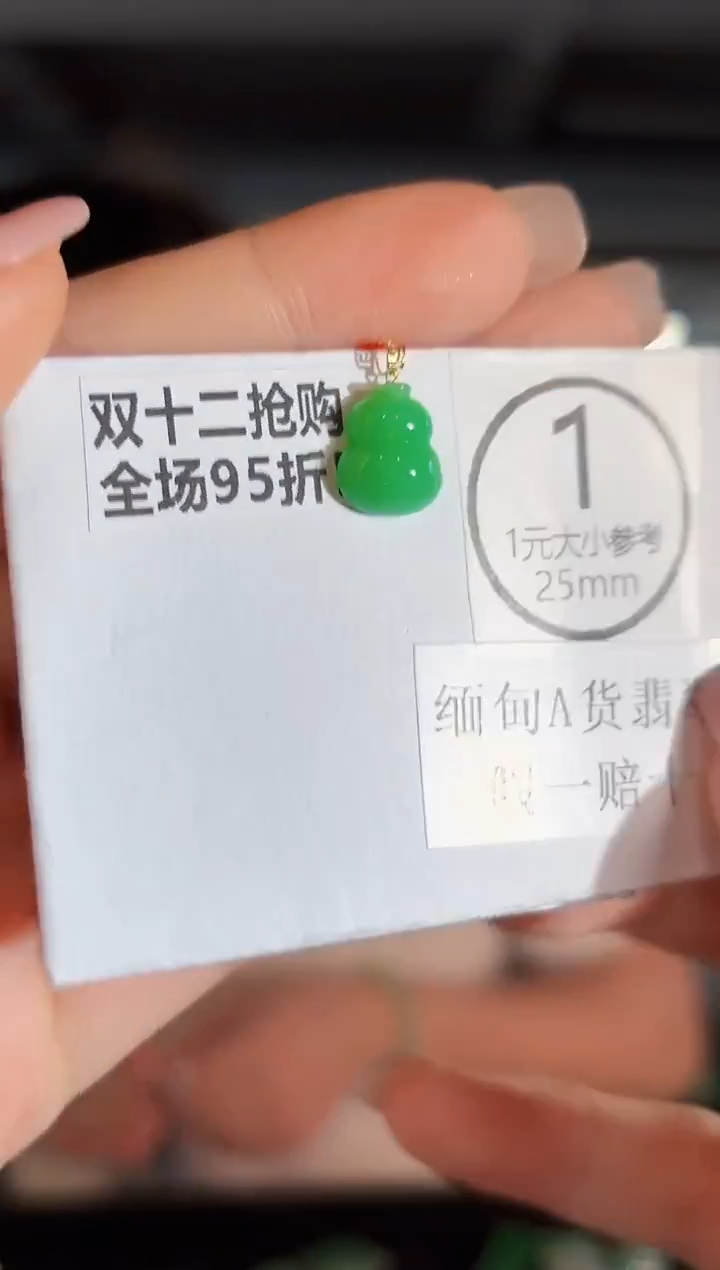 双十二抢购
全场95折
1
1元大小参考
25mm
缅甸A货翡
一赔